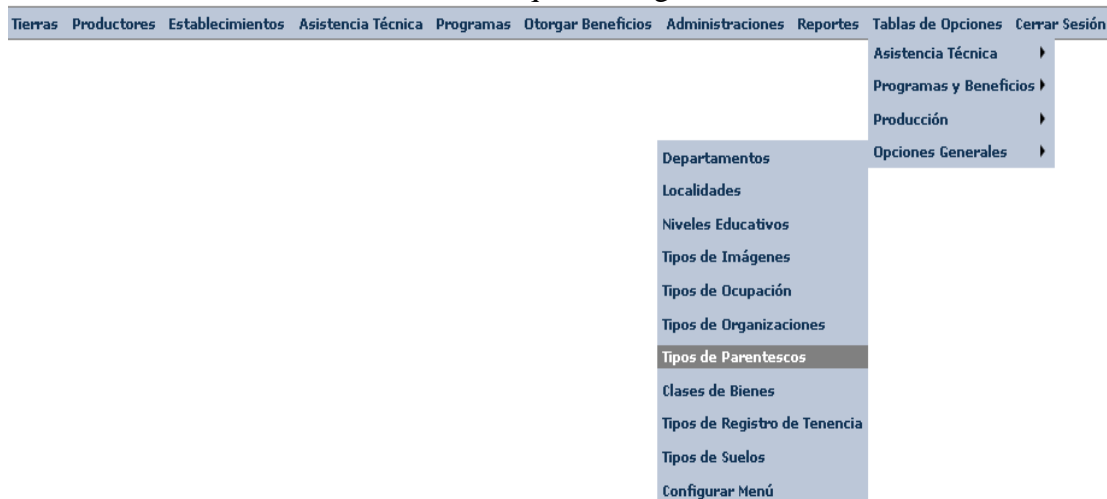 Tierras Productores Establecimientos Asistencia Técnica Programas Otorgar Beneficios Administraciones Reportes Tablas de Opciones Cerrar Sesión
Asistencia Técnica
Programas y Beneficios
Producción
Opciones Generales
Departamentos
Localidades
Niveles Educativos
Tipos de Imágenes
Tipos de Ocupación
Tipos de Organizaciones
Tipos de Parentescos
Clases de Bienes
Tipos de Registro de Tenencia
Tipos de Suelos
Configurar Menú